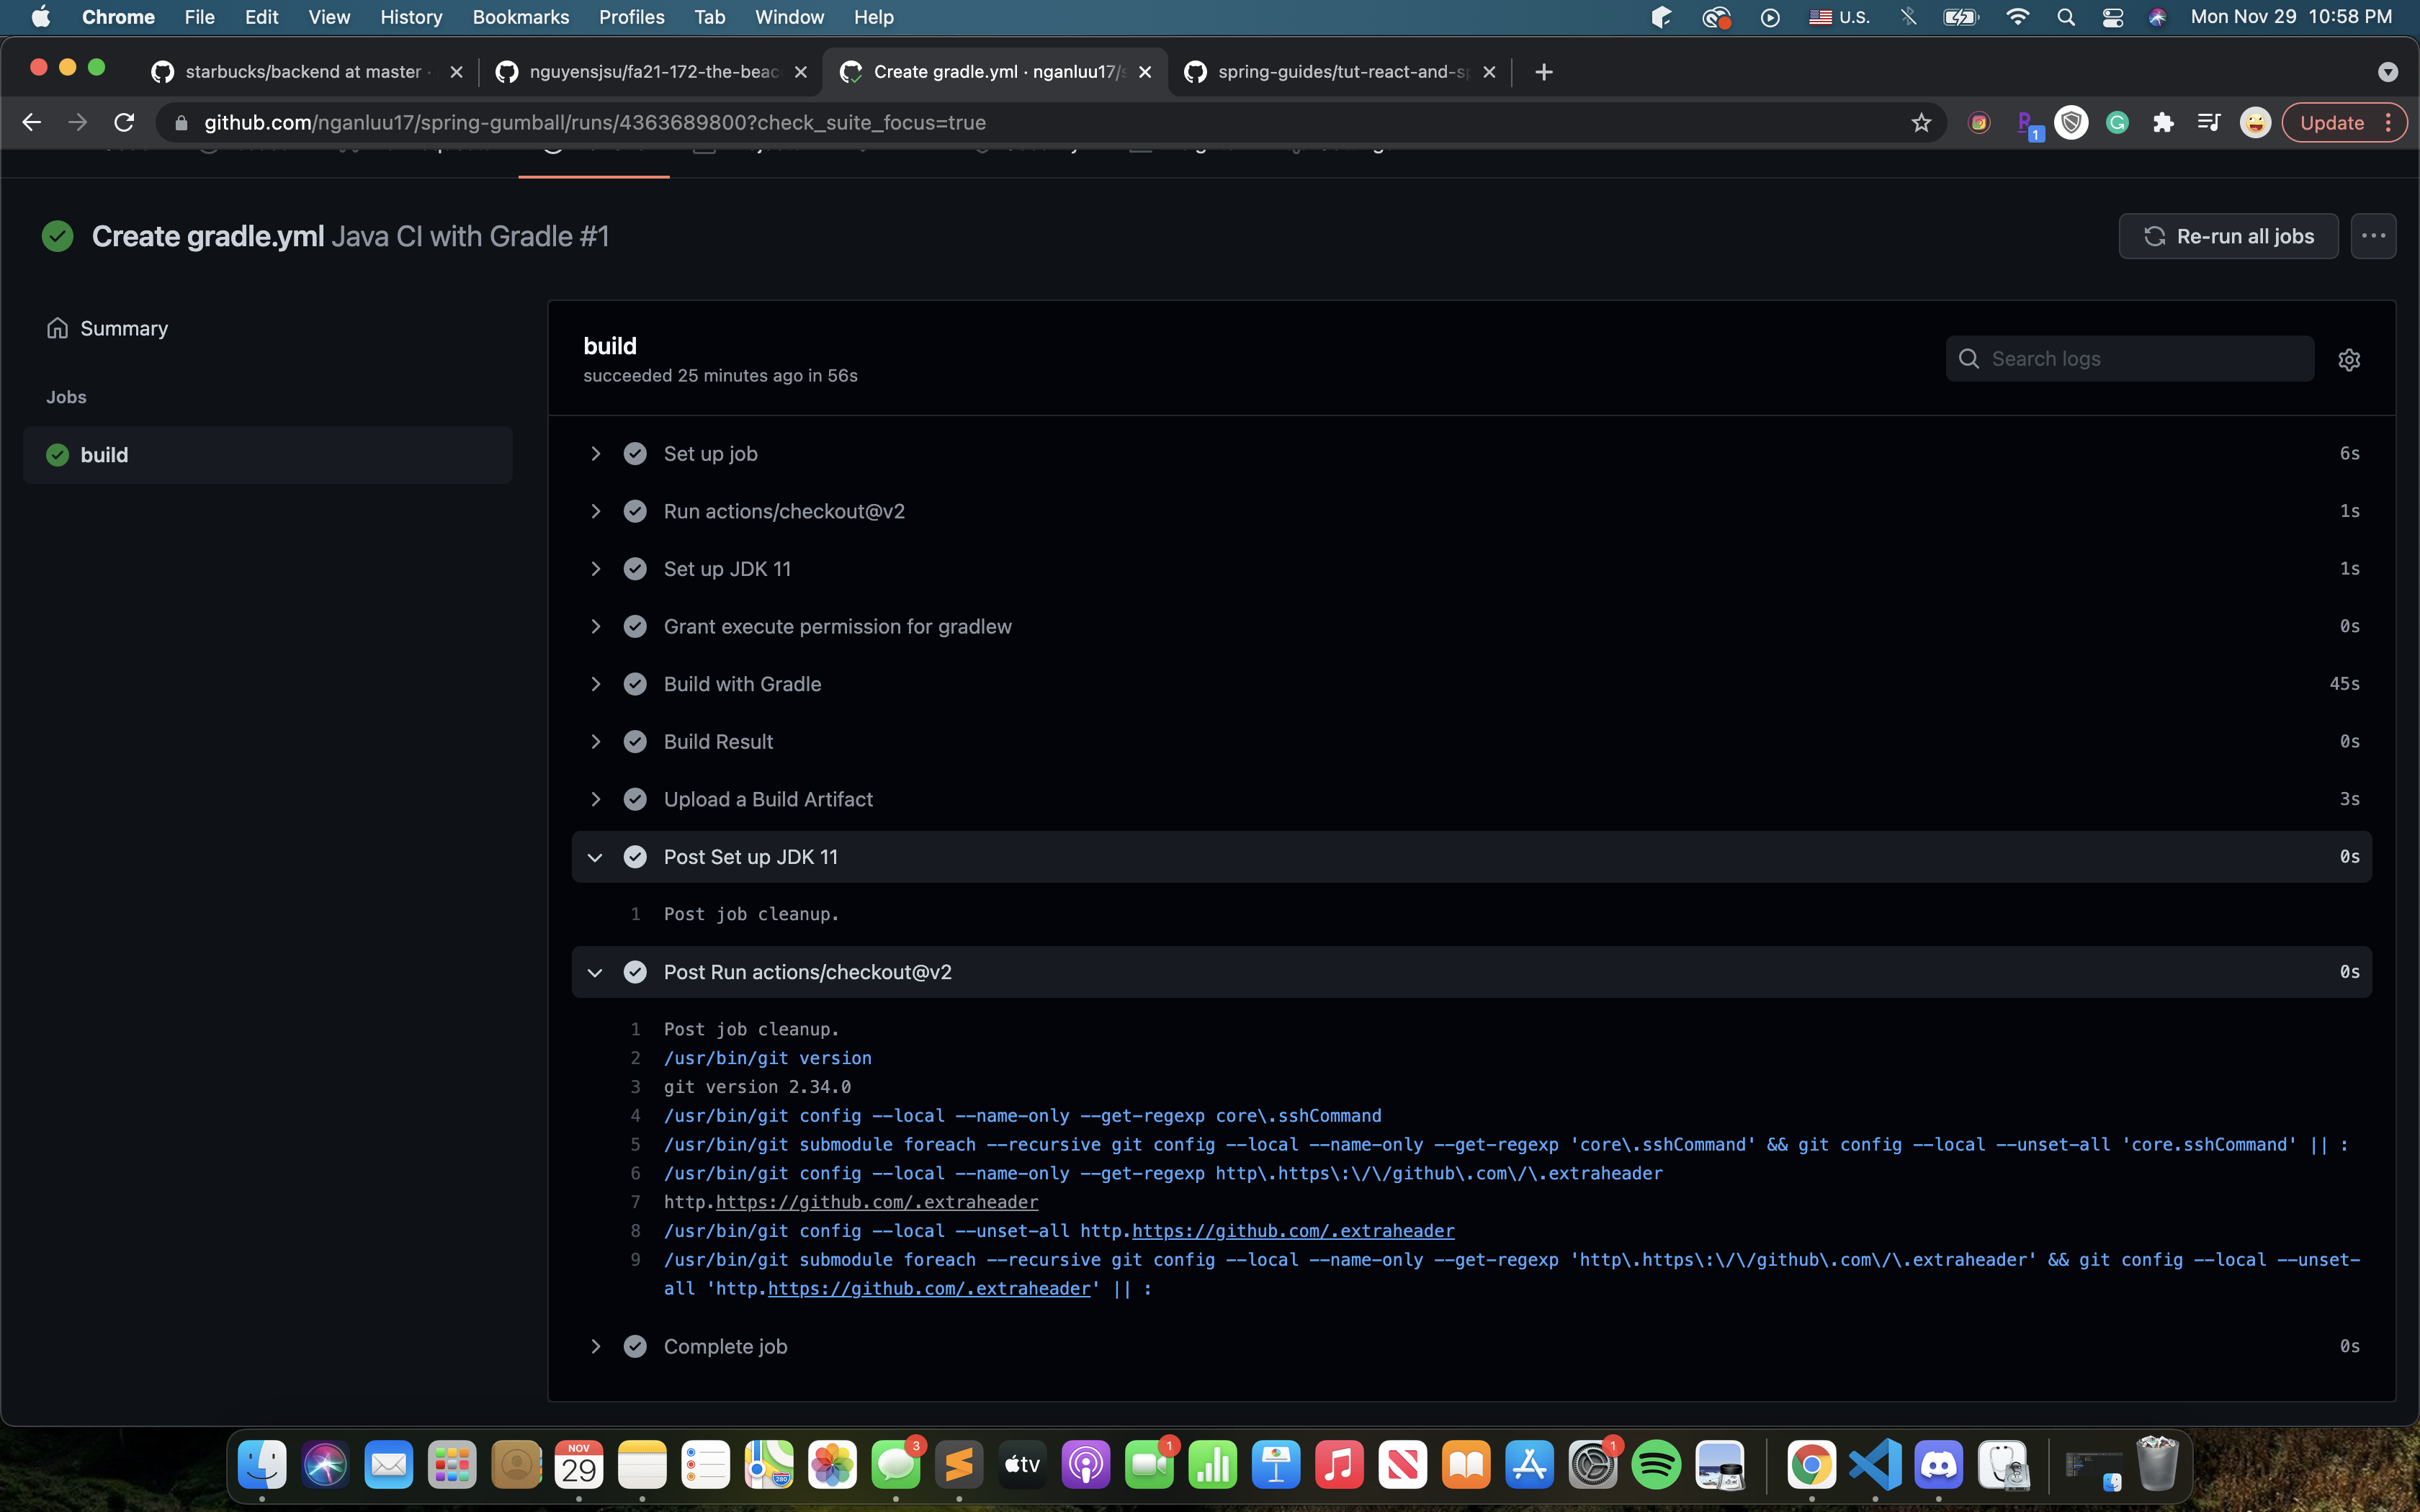 Chrome File Edit View History Bookmarks Profiles Tab Window Help U.S. Mon Nov 29 10:58 PM
starbucks/backend at master · nguyensjsu/fa21-172-the-beac Create gradle.yml · nganluu17/s spring-guides/tut-react-and-sp
github.com/nganluu17/spring-gumball/runs/4363689800?check_suite_focus=true 1 Update
Create gradle.yml Java CI with Gradle #1 Re-run all jobs
Summary
Jobs
build
build
succeeded 25 minutes ago in 56s
Search logs
Set up job 6s
Run actions/checkout@v2 1s
Set up JDK 11 1s
Grant execute permission for gradlew 0s
Build with Gradle 45s
Build Result 0s
Upload a Build Artifact 3s
Post Set up JDK 11 0s
1 Post job cleanup.
Post Run actions/checkout@v2 0s
1 Post job cleanup.
2 /usr/bin/git version
3 git version 2.34.0
4 /usr/bin/git config --local --name-only --get-regexp core\.sshCommand
5 /usr/bin/git submodule foreach --recursive git config --local --name-only --get-regexp 'core\.sshCommand' && git config --local --unset-all 'core.sshCommand' || :
6 /usr/bin/git config --local --name-only --get-regexp http\.https\:\/\/github\.com\/\.extraheader
7 http.https://github.com/.extraheader
8 /usr/bin/git config --local --unset-all http.https://github.com/.extraheader
9 /usr/bin/git submodule foreach --recursive git config --local --name-only --get-regexp 'http\.https\:\/\/github\.com\/\.extraheader' && git config --local --unset-
all 'http.https://github.com/.extraheader' || :
Complete job 0s
NOV
29
3
tv
1
1